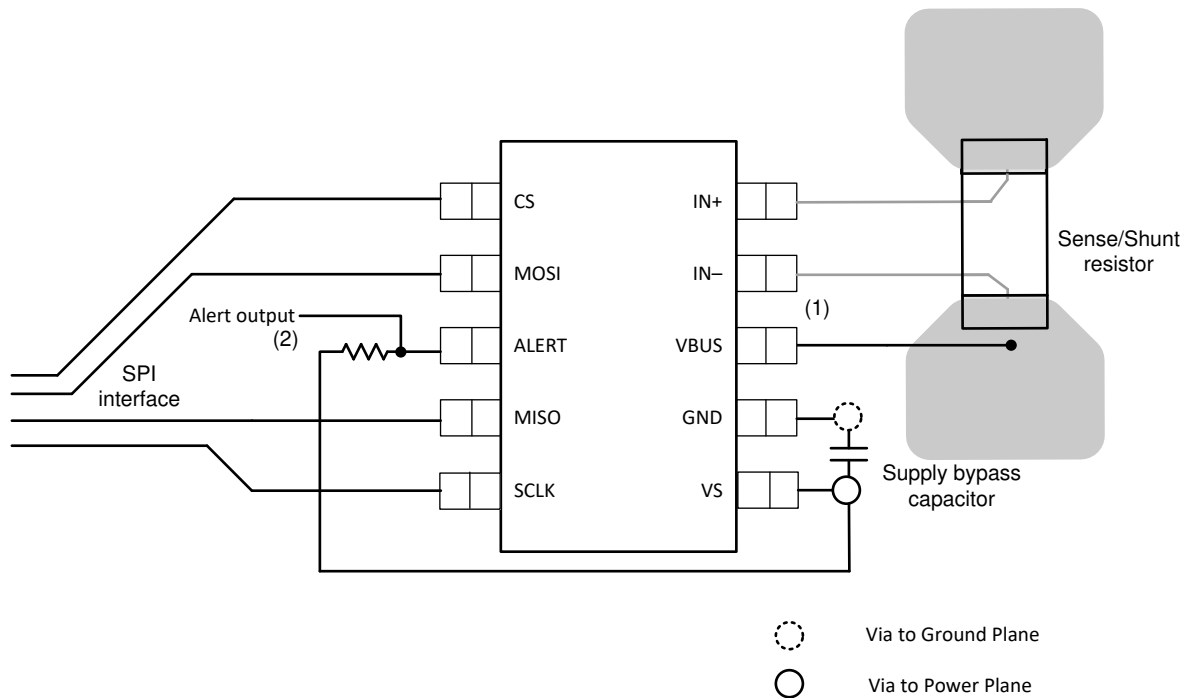 CS
MOSI
ALERT
MISO
SCLK
IN+
IN–
VBUS
GND
VS
Alert output
(2)
SPI
interface
(1)
Sense/Shunt
resistor
Supply bypass
capacitor
Via to Ground Plane
Via to Power Plane